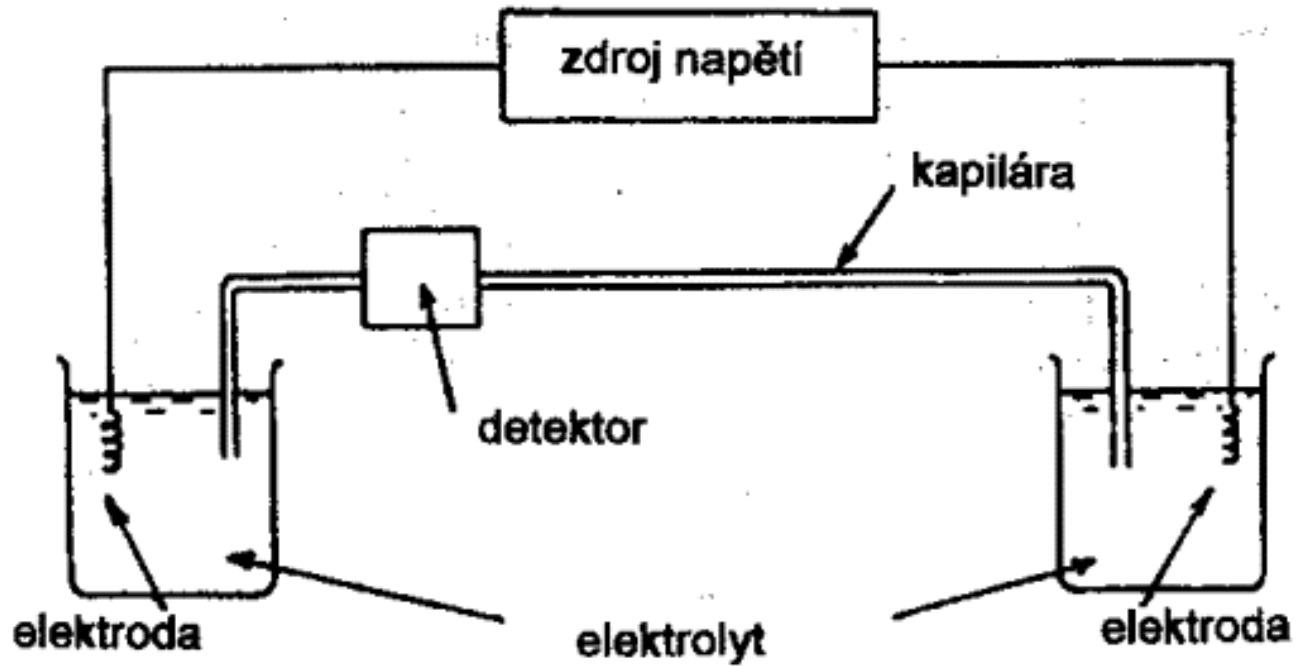 zdroj napětí
kapilára
detektor
elektroda
elektrolyt
elektroda